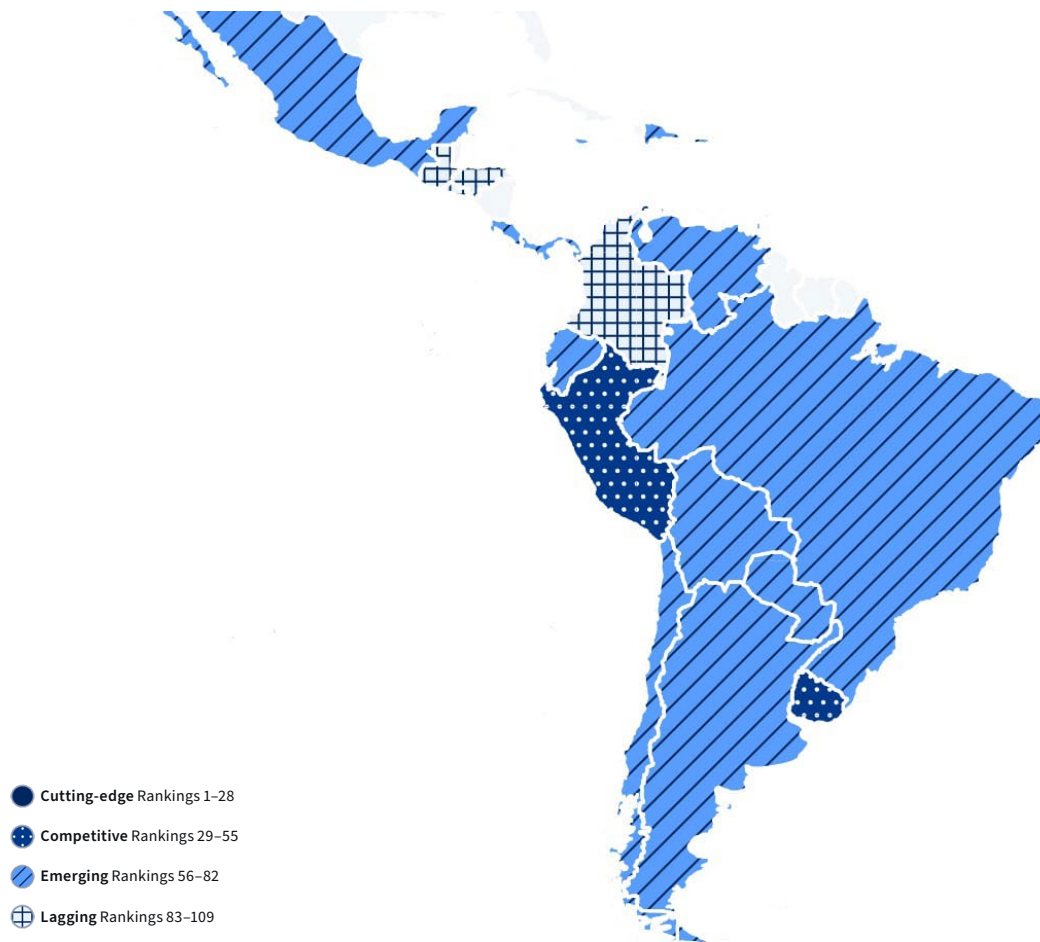 Cutting-edge Rankings 1–28
Competitive Rankings 29–55
Emerging Rankings 56–82
Lagging Rankings 83–109